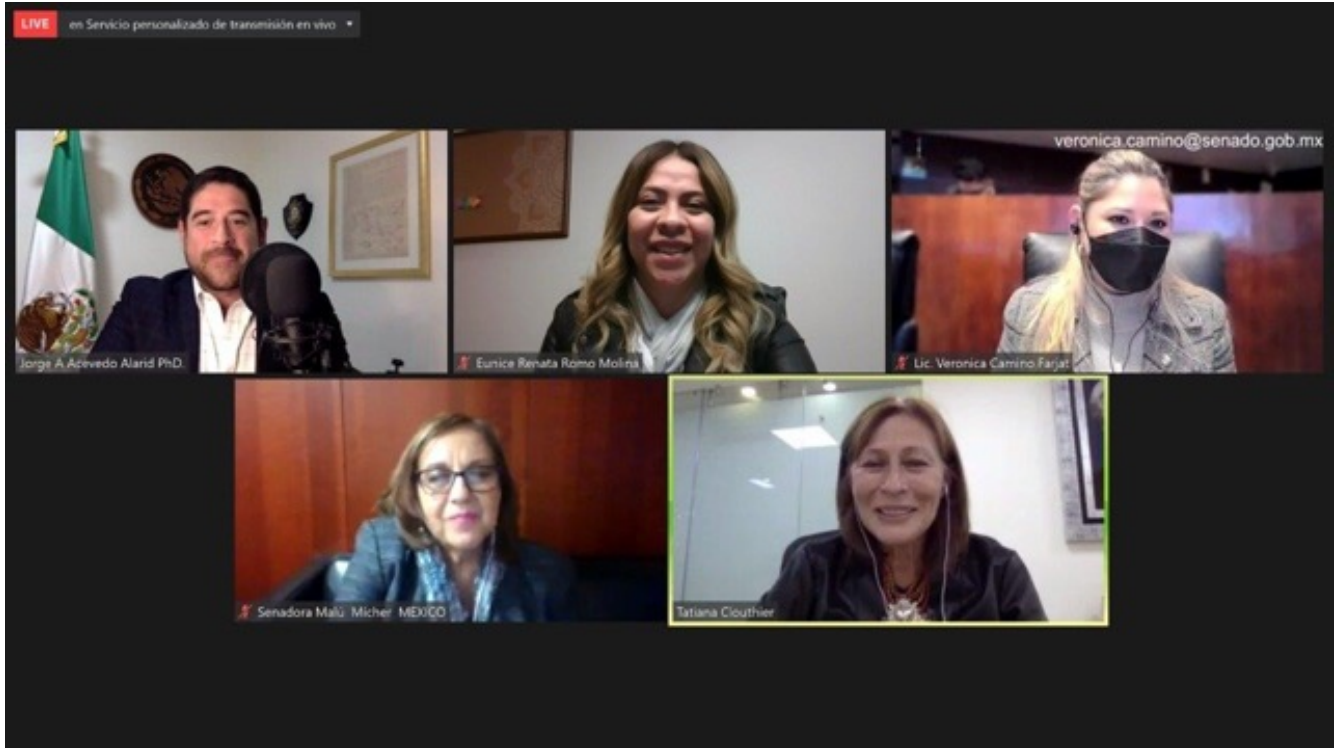 LIVE en Servicio personalizado de transmisión en vivo
veronica.camino@senado.gob.mx
Jorge A Acevedo Alarid PhD.
Eunice Renata Romo Molina
Lic. Veronica Camino Farjat
Senadora Malú Micher MEXICO
Tatiana Clouthier